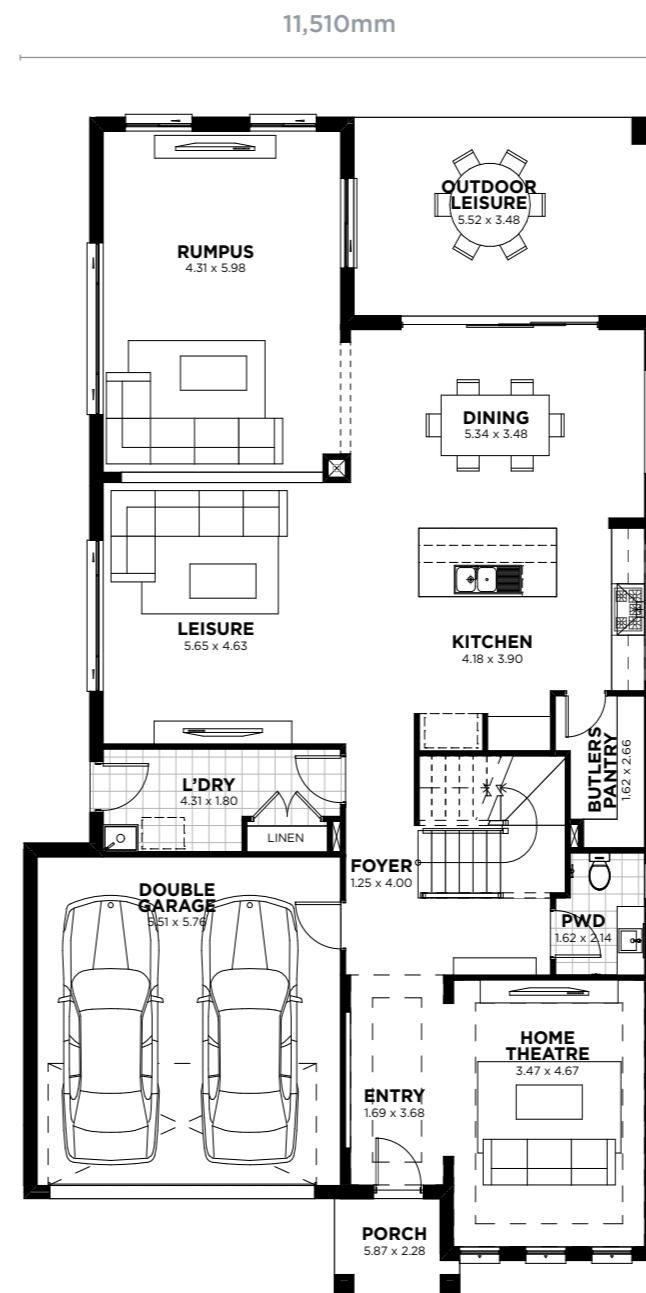 11,510mm
OUTDOOR
LEISURE
5.52 x 3.48
RUMPUS
4.31 x 5.98
DINING
5.34 x 3.48
LEISURE
5.65 x 4.63
KITCHEN
4.18 x 3.90
BUTLERS
PANTRY
1.62 x 2.66
L'DRY
4.31 x 1.80
LINEN
FOYER
1.25 x 4.00
DOUBLE
GARAGE
5.51 x 5.76
PWD
1.62 x 2.14
HOME
THEATRE
3.47 x 4.67
ENTRY
1.69 x 3.68
PORCH
5.87 x 2.28